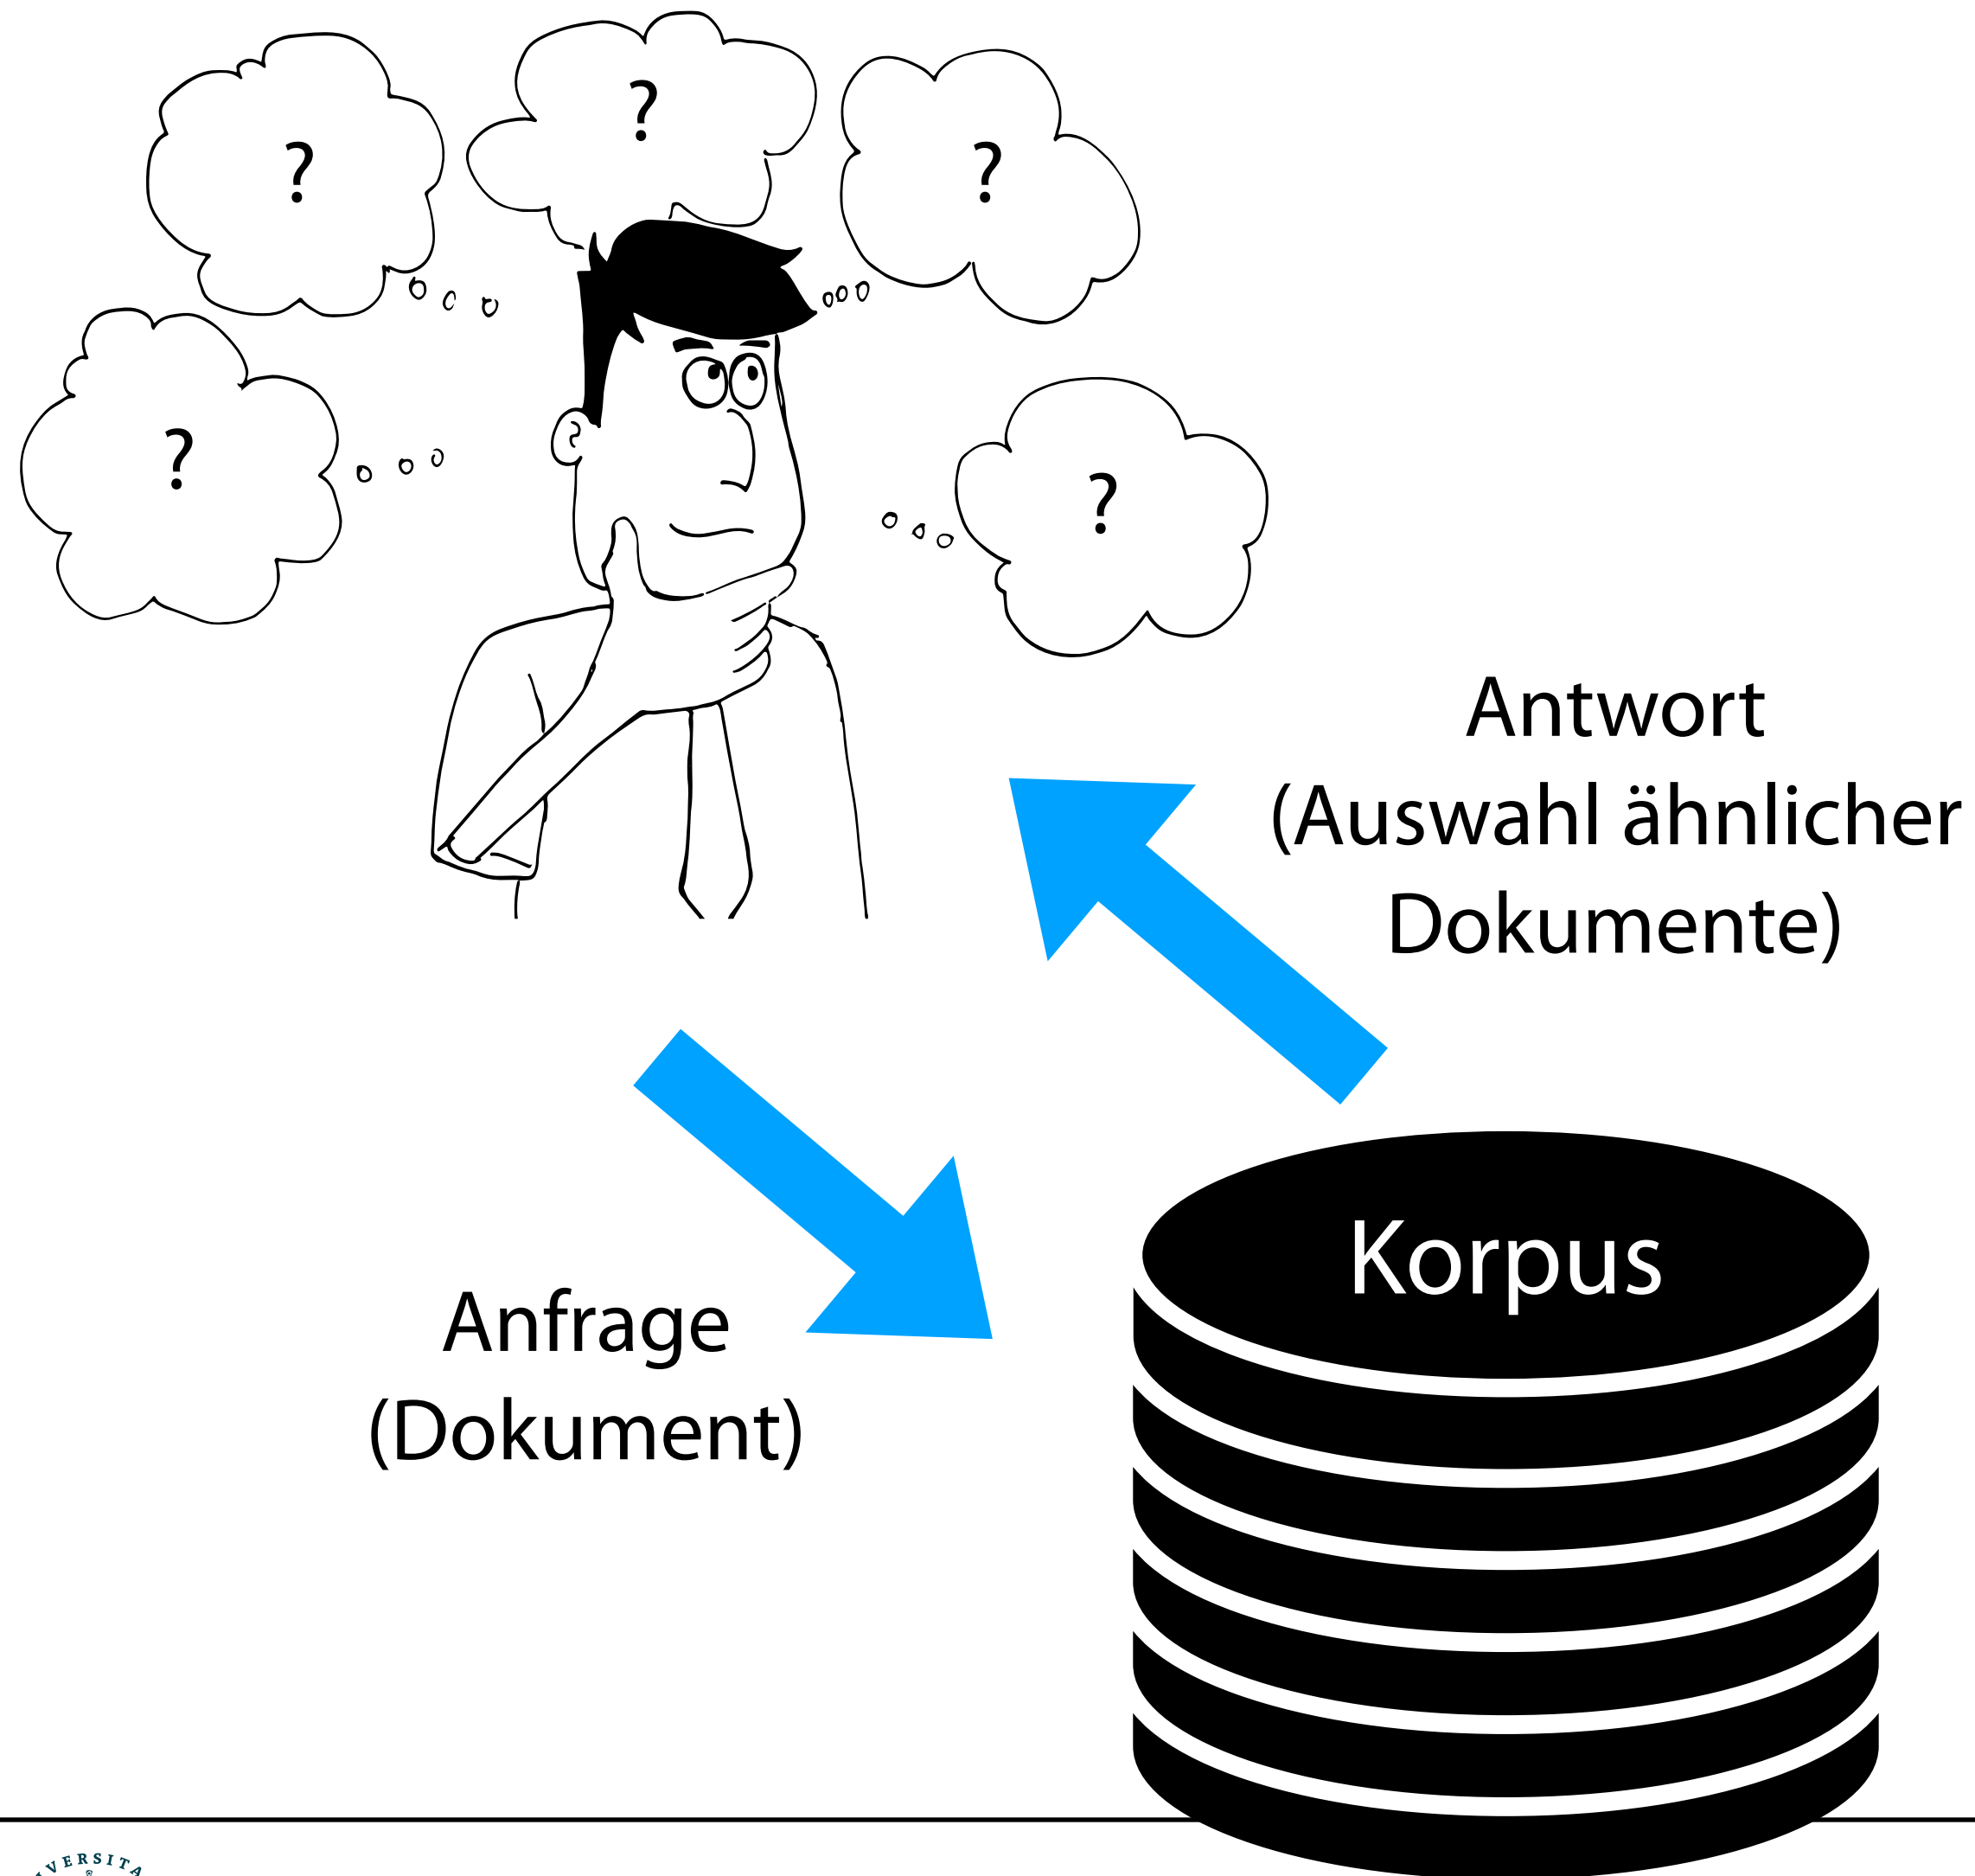 ?
?
?
?
?
Antwort
(Auswahl ähnlicher
Dokumente)
Korpus
Anfrage
(Dokument)